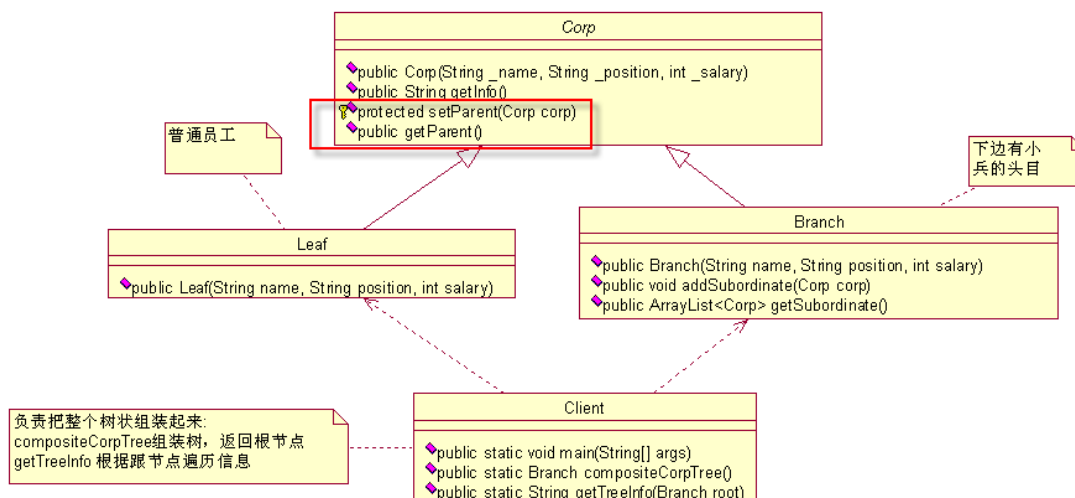 Corp
public Corp(String _name, String _position, int _salary)
public String getInfo()
protected setParent(Corp corp)
public getParent()
普通员工
下边有小
兵的头目
Leaf
public Leaf(String name, String position, int salary)
Branch
public Branch(String name, String position, int salary)
public void addSubordinate(Corp corp)
public ArrayList<Corp> getSubordinate()
Client
public static void main(String[] args)
public static Branch compositeCorpTree()
public static String getTreeInfo(Branch root)
负责把整个树状组装起来:
compositeCorpTree组装树，返回根节点
getTreeInfo 根据跟节点遍历信息